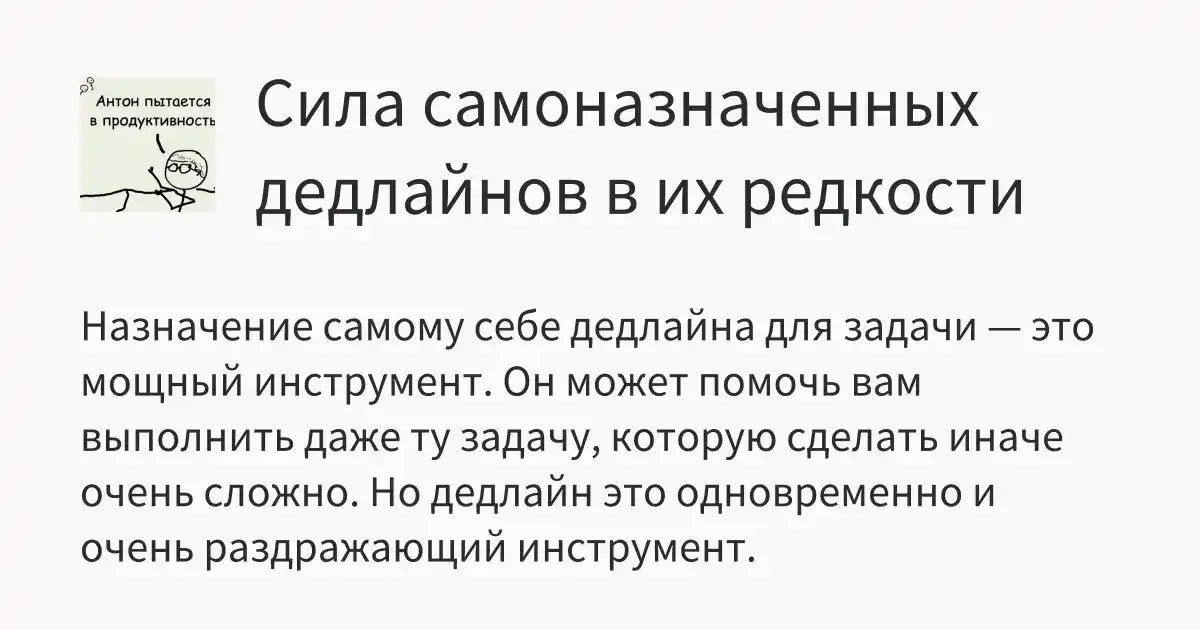 Антон пытается
в продуктивность
Сила самоназначенных
дедлайнов в их редкости
Назначение самому себе дедлайна для задачи — это
мощный инструмент. Он может помочь вам
выполнить даже ту задачу, которую сделать иначе
очень сложно. Но дедлайн это одновременно и
очень раздражающий инструмент.